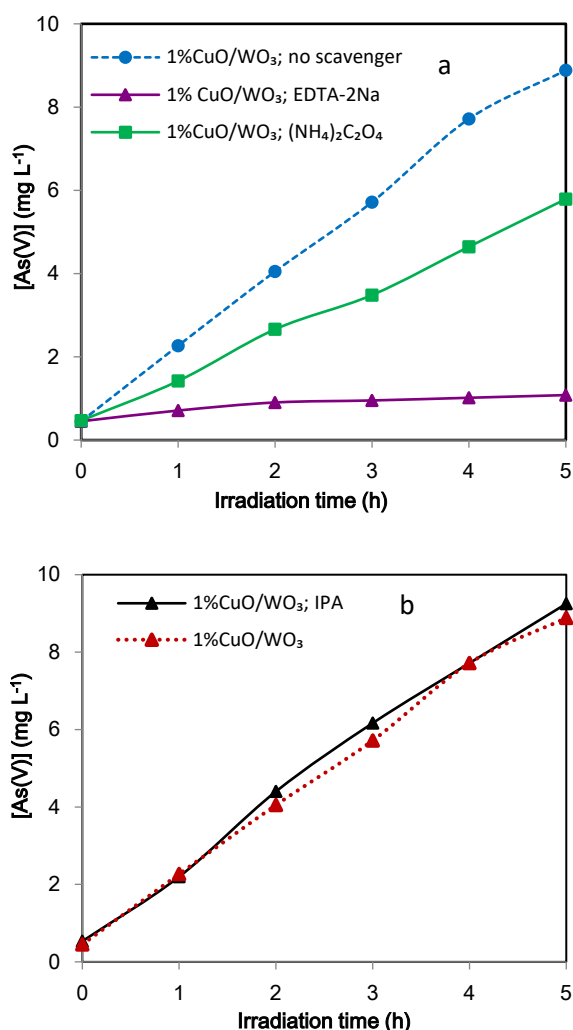 10
8
6
4
2
0
[As(V)] (mg L-1)
1%CuO/WO₃; no scavenger
1% CuO/WO₃; EDTA-2Na
1%CuO/WO₃; (NH₄)₂C₂O₄
a
0 1 2 3 4 5
Irradiation time (h)
10
8
6
4
2
0
[As(V)] (mg L-1)
1%CuO/WO₃; IPA
1%CuO/WO₃
b
0 1 2 3 4 5
Irradiation time (h)